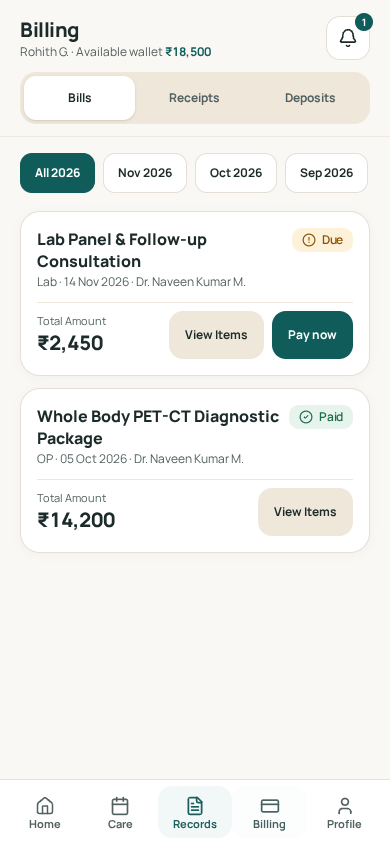 Billing
Rohith G. · Available wallet ₹18,500
1
Bills
Receipts
Deposits
All 2026
Nov 2026
Oct 2026
Sep 2026
Lab Panel & Follow-up
Consultation
Due
Lab · 14 Nov 2026 · Dr. Naveen Kumar M.
Total Amount
₹2,450
View Items
Pay now
Whole Body PET-CT Diagnostic
Package
Paid
OP · 05 Oct 2026 · Dr. Naveen Kumar M.
Total Amount
₹14,200
View Items
Home
Care
Records
Billing
Profile